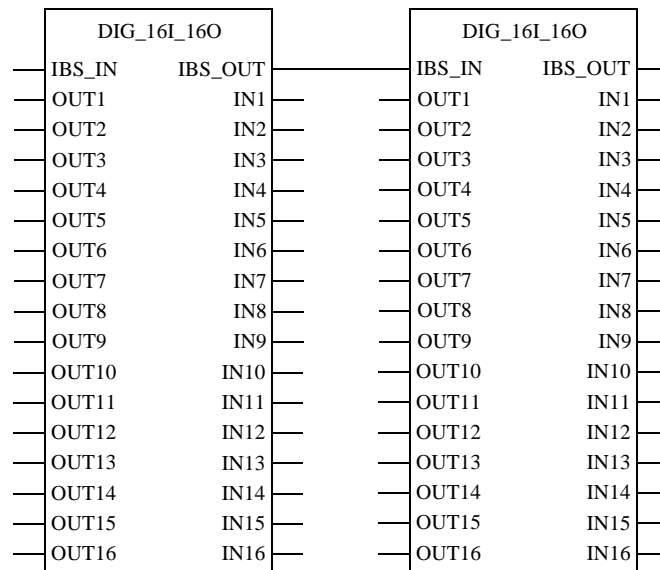 DIG_16I_16O DIG_16I_16O
IBS_IN IBS_OUT IBS_IN IBS_OUT
OUT1 IN1 OUT1 IN1
OUT2 IN2 OUT2 IN2
OUT3 IN3 OUT3 IN3
OUT4 IN4 OUT4 IN4
OUT5 IN5 OUT5 IN5
OUT6 IN6 OUT6 IN6
OUT7 IN7 OUT7 IN7
OUT8 IN8 OUT8 IN8
OUT9 IN9 OUT9 IN9
OUT10 IN10 OUT10 IN10
OUT11 IN11 OUT11 IN11
OUT12 IN12 OUT12 IN12
OUT13 IN13 OUT13 IN13
OUT14 IN14 OUT14 IN14
OUT15 IN15 OUT15 IN15
OUT16 IN16 OUT16 IN16